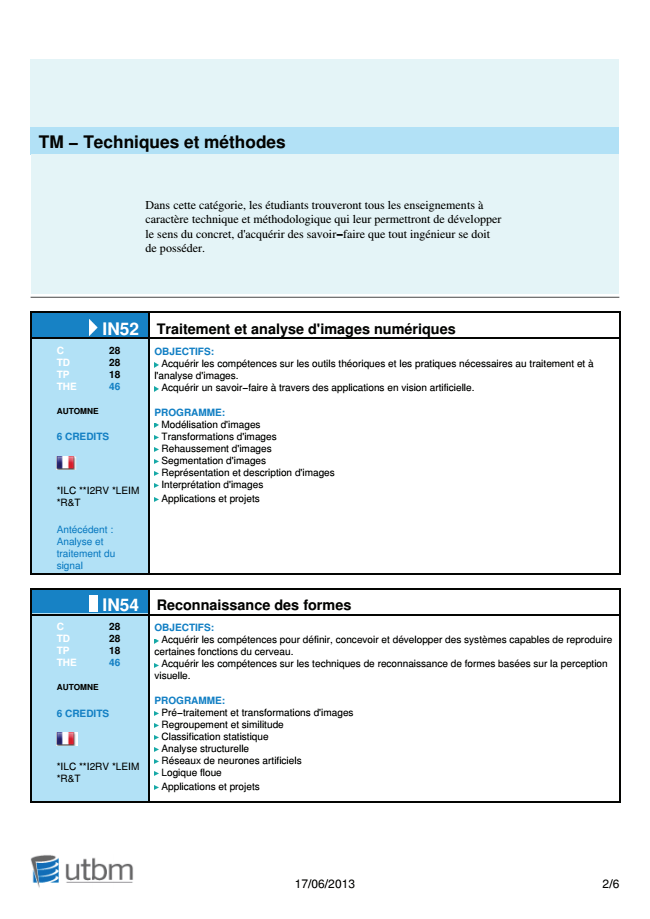 TM − Techniques et méthodes
Dans cette catégorie, les étudiants trouveront tous les enseignements à
caractère technique et méthodologique qui leur permettront de développer
le sens du concret, d'acquérir des savoir−faire que tout ingénieur se doit
de posséder.
IN52
Traitement et analyse d'images numériques
C 28
TD 28
TP 18
THE 46
AUTOMNE
6 CREDITS
*ILC **I2RV *LEIM
*R&T
Antécédent :
Analyse et
traitement du
signal
OBJECTIFS:
Acquérir les compétences sur les outils théoriques et les pratiques nécessaires au traitement et à
l'analyse d'images.
Acquérir un savoir−faire à travers des applications en vision artificielle.
PROGRAMME:
Modélisation d'images
Transformations d'images
Rehaussement d'images
Segmentation d'images
Représentation et description d'images
Interprétation d'images
Applications et projets
IN54
Reconnaissance des formes
C 28
TD 28
TP 18
THE 46
AUTOMNE
6 CREDITS
*ILC **I2RV *LEIM
*R&T
OBJECTIFS:
Acquérir les compétences pour définir, concevoir et développer des systèmes capables de reproduire
certaines fonctions du cerveau.
Acquérir les compétences sur les techniques de reconnaissance de formes basées sur la perception
visuelle.
PROGRAMME:
Pré−traitement et transformations d'images
Regroupement et similitude
Classification statistique
Analyse structurelle
Réseaux de neurones artificiels
Logique floue
Applications et projets
utbm
17/06/2013
2/6